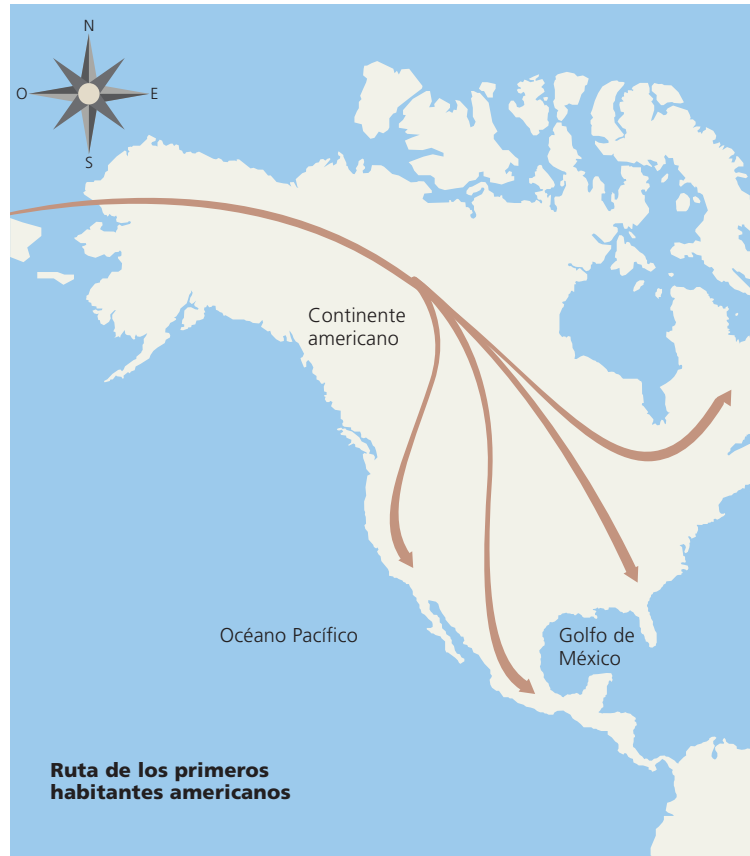 N
O
E
S
Continente
americano
Océano Pacífico
Golfo de
México
Ruta de los primeros
habitantes americanos